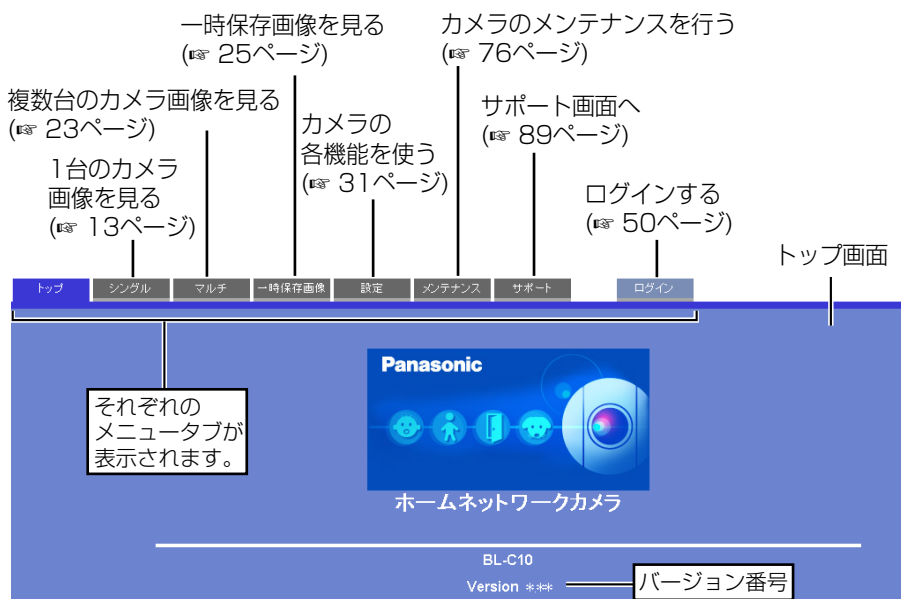 一時保存画像を見る
(☞ 25ページ)
カメラのメンテナンスを行う
(☞ 76ページ)
複数台のカメラ画像を見る
(☞ 23ページ)
カメラの
各機能を使う
(☞ 31ページ)
サポート画面へ
(☞ 89ページ)
1台のカメラ
画像を見る
(☞ 13ページ)
ログインする
(☞ 50ページ)
トップ画面
トップ
シングル
マルチ
一時保存画像
設定
メンテナンス
サポート
ログイン
それぞれの
メニュータブが
表示されます。
Panasonic
ホームネットワークカメラ
BL-C10
Version ***
バージョン番号